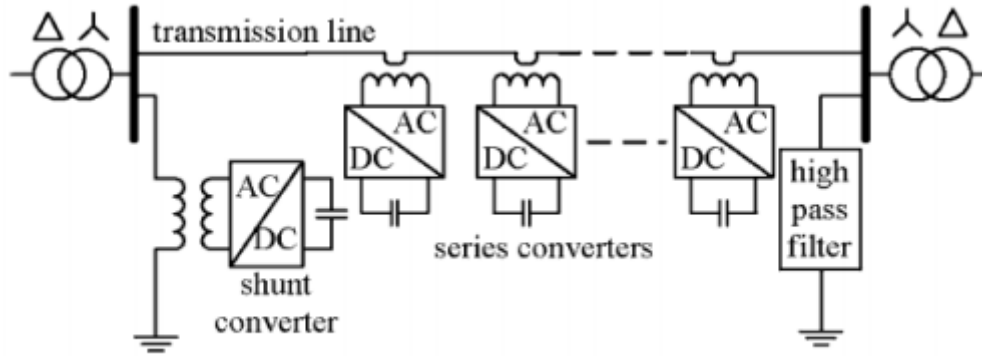 transmission line
AC
DC
AC
DC
AC
DC
AC
DC
series converters
shunt
converter
high
pass
filter